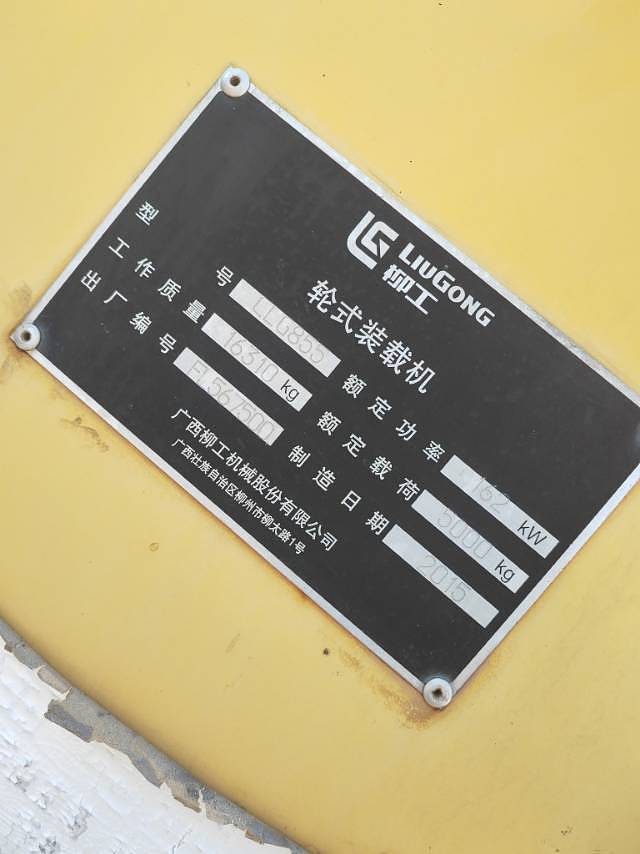 LIUGONG
柳工
轮式装载机
型号 LLG855 额定功率 162 kW
工作质量 16310 kg 额定载荷 5000 kg
出厂编号 制造日期 2015
广西柳工机械股份有限公司
广西壮族自治区柳州市柳太路1号